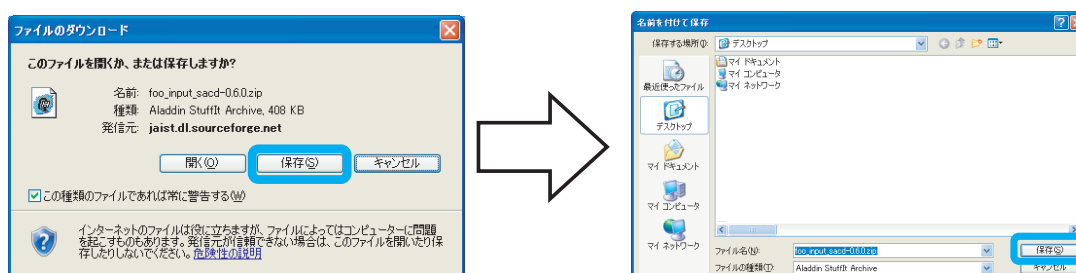 ファイルのダウンロード
このファイルを開くか、または保存しますか?
名前: foo_input_sacd-0.6.0.zip
種類: Aladdin StuffIt Archive, 408 KB
発信元: jaist.dl.sourceforge.net
開く(O)
保存(S)
キャンセル
この種類のファイルであれば常に警告する(W)
インターネットのファイルは役に立ちますが、ファイルによってはコンピューターに問題
を起こすものもあります。発信元が信頼できない場合は、このファイルを開いたり保
存したりしないでください。危険性の説明
名前を付けて保存
保存する場所(I):
デスクトップ
マイ ドキュメント
マイ コンピュータ
マイ ネットワーク
最近使ったファイル
デスクトップ
マイ ドキュメント
マイ コンピュータ
マイ ネットワーク
ファイル名(N):
foo_input_sacd-0.6.0.zip
保存(S)
ファイルの種類(T):
Aladdin StuffIt Archive
キャンセル